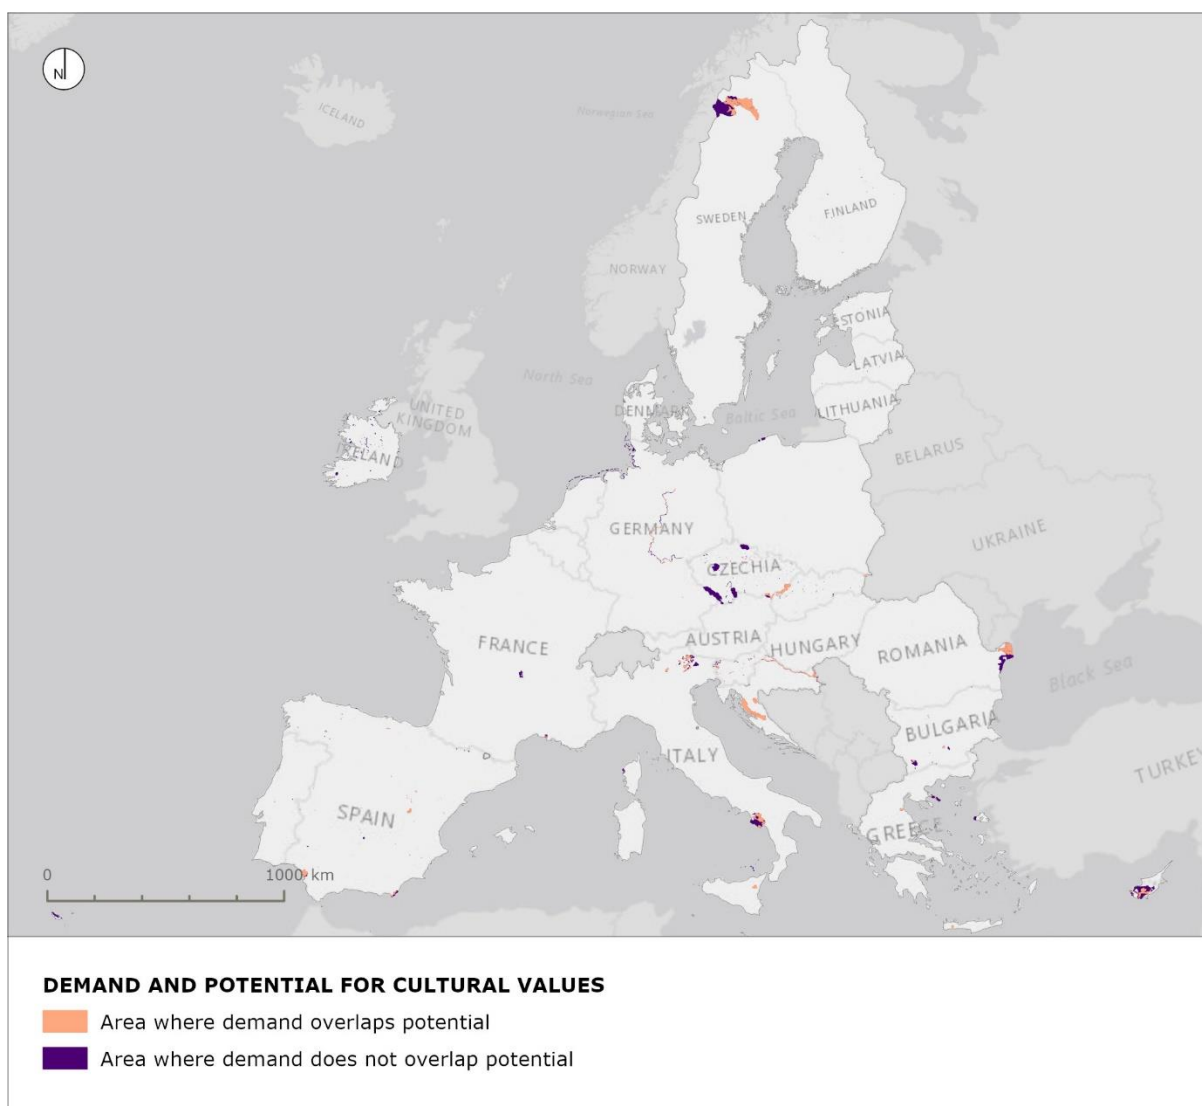 N
ICELAND
Norwegian Sea
SWEDEN
FINLAND
NORWAY
ESTONIA
LATVIA
North Sea
UNITED
KINGDOM
DENMARK
Baltic Sea
LITHUANIA
IRELAND
BELARUS
GERMANY
UKRAINE
CZECHIA
FRANCE
AUSTRIA
HUNGARY
ROMANIA
Black Sea
BULGARIA
ITALY
TURKEY
SPAIN
GREECE
0
1000 km
DEMAND AND POTENTIAL FOR CULTURAL VALUES
Area where demand overlaps potential
Area where demand does not overlap potential